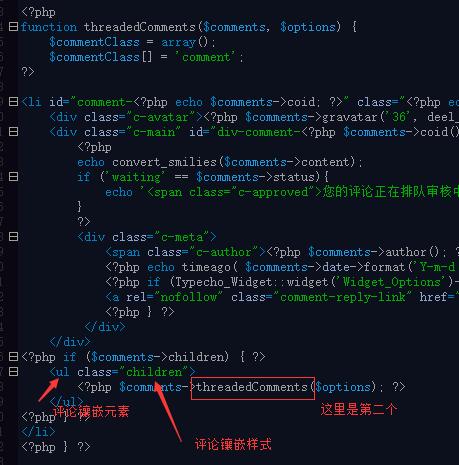 <?php
function threadedComments($comments, $options) {
    $commentClass = array();
    $commentClass[] = 'comment';
?>
<li id="comment-<?php echo $comments->coid; ?>" class="<?php e
    <div class="c-avatar"><?php $comments->gravatar('36', deel_
    <div class="c-main" id="div-comment-<?php $comments->coid()
        <?php
        echo convert_smilies($comments->content);
        if ('waiting' == $comments->status){
            echo '<span class="c-approved">您的评论正在排队审核中
        }
        ?>
        <div class="c-meta">
            <span class="c-author"><?php $comments->author(); ?
            <?php echo timeago( $comments->date->format('Y-m-d
            <?php if (Typecho_Widget::widget('Widget_Options')-
            <a rel="nofollow" class="comment-reply-link" href="
            <?php } ?>
        </div>
    </div>
<?php if ($comments->children) { ?>
    <ul class="children">
        <?php $comments->threadedComments($options); ?> 这里是第二个
    </ul> 评论镶嵌元素
<?php } ?>
</li> 评论镶嵌样式
<?php } ?>